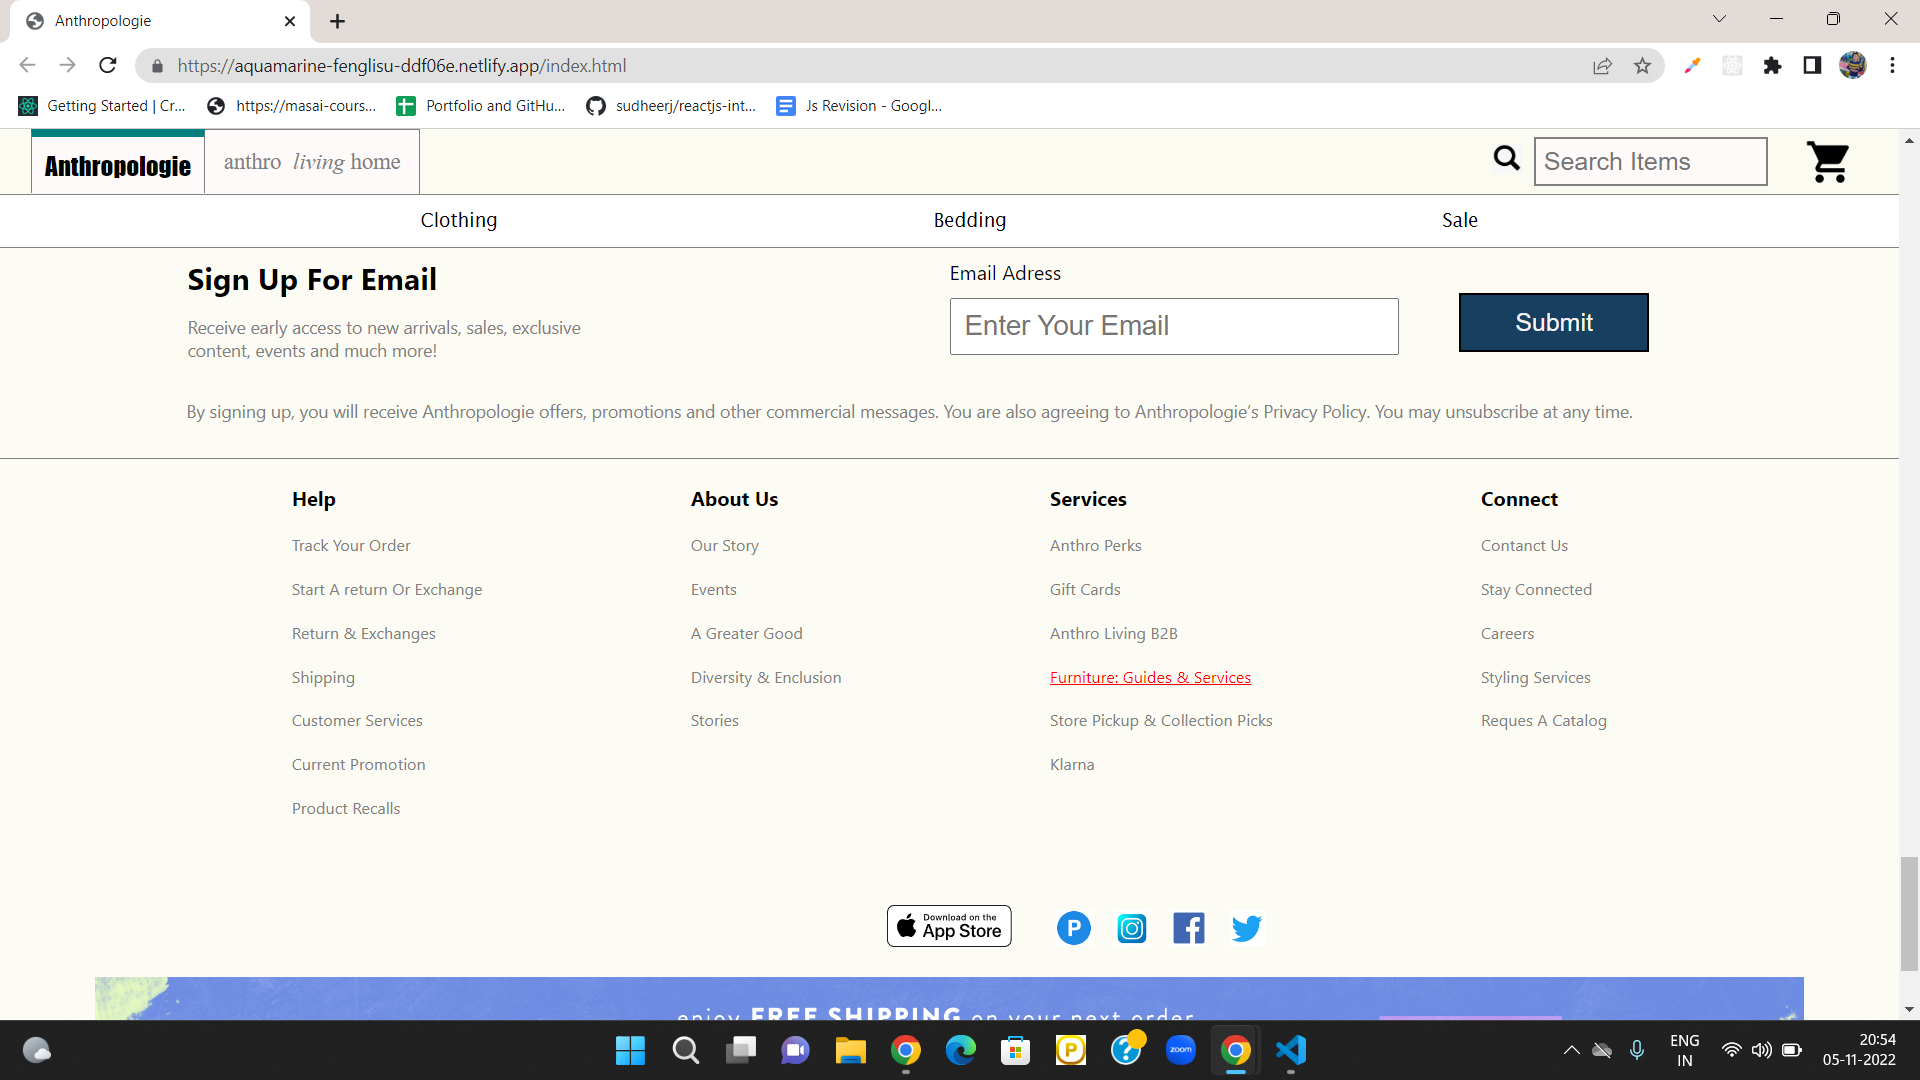 Anthropologie
https://aquamarine-fenglisu-ddf06e.netlify.app/index.html
Getting Started | Cr... https://masai-cours... Portfolio and GitHu... sudheerj/reactjs-int... Js Revision - Googl...
Anthropologie anthro living home Search Items
Clothing Bedding Sale
Sign Up For Email
Receive early access to new arrivals, sales, exclusive
content, events and much more!
Email Adress
Enter Your Email
Submit
By signing up, you will receive Anthropologie offers, promotions and other commercial messages. You are also agreeing to Anthropologie’s Privacy Policy. You may unsubscribe at any time.
Help
Track Your Order
Start A return Or Exchange
Return & Exchanges
Shipping
Customer Services
Current Promotion
Product Recalls
About Us
Our Story
Events
A Greater Good
Diversity & Enclusion
Stories
Services
Anthro Perks
Gift Cards
Anthro Living B2B
Furniture: Guides & Services
Store Pickup & Collection Picks
Klarna
Connect
Contanct Us
Stay Connected
Careers
Styling Services
Reques A Catalog
Download on the
App Store
P
enjoy FREE SHIPPING on your next order
P
zoom
ENG
IN
20:54
05-11-2022